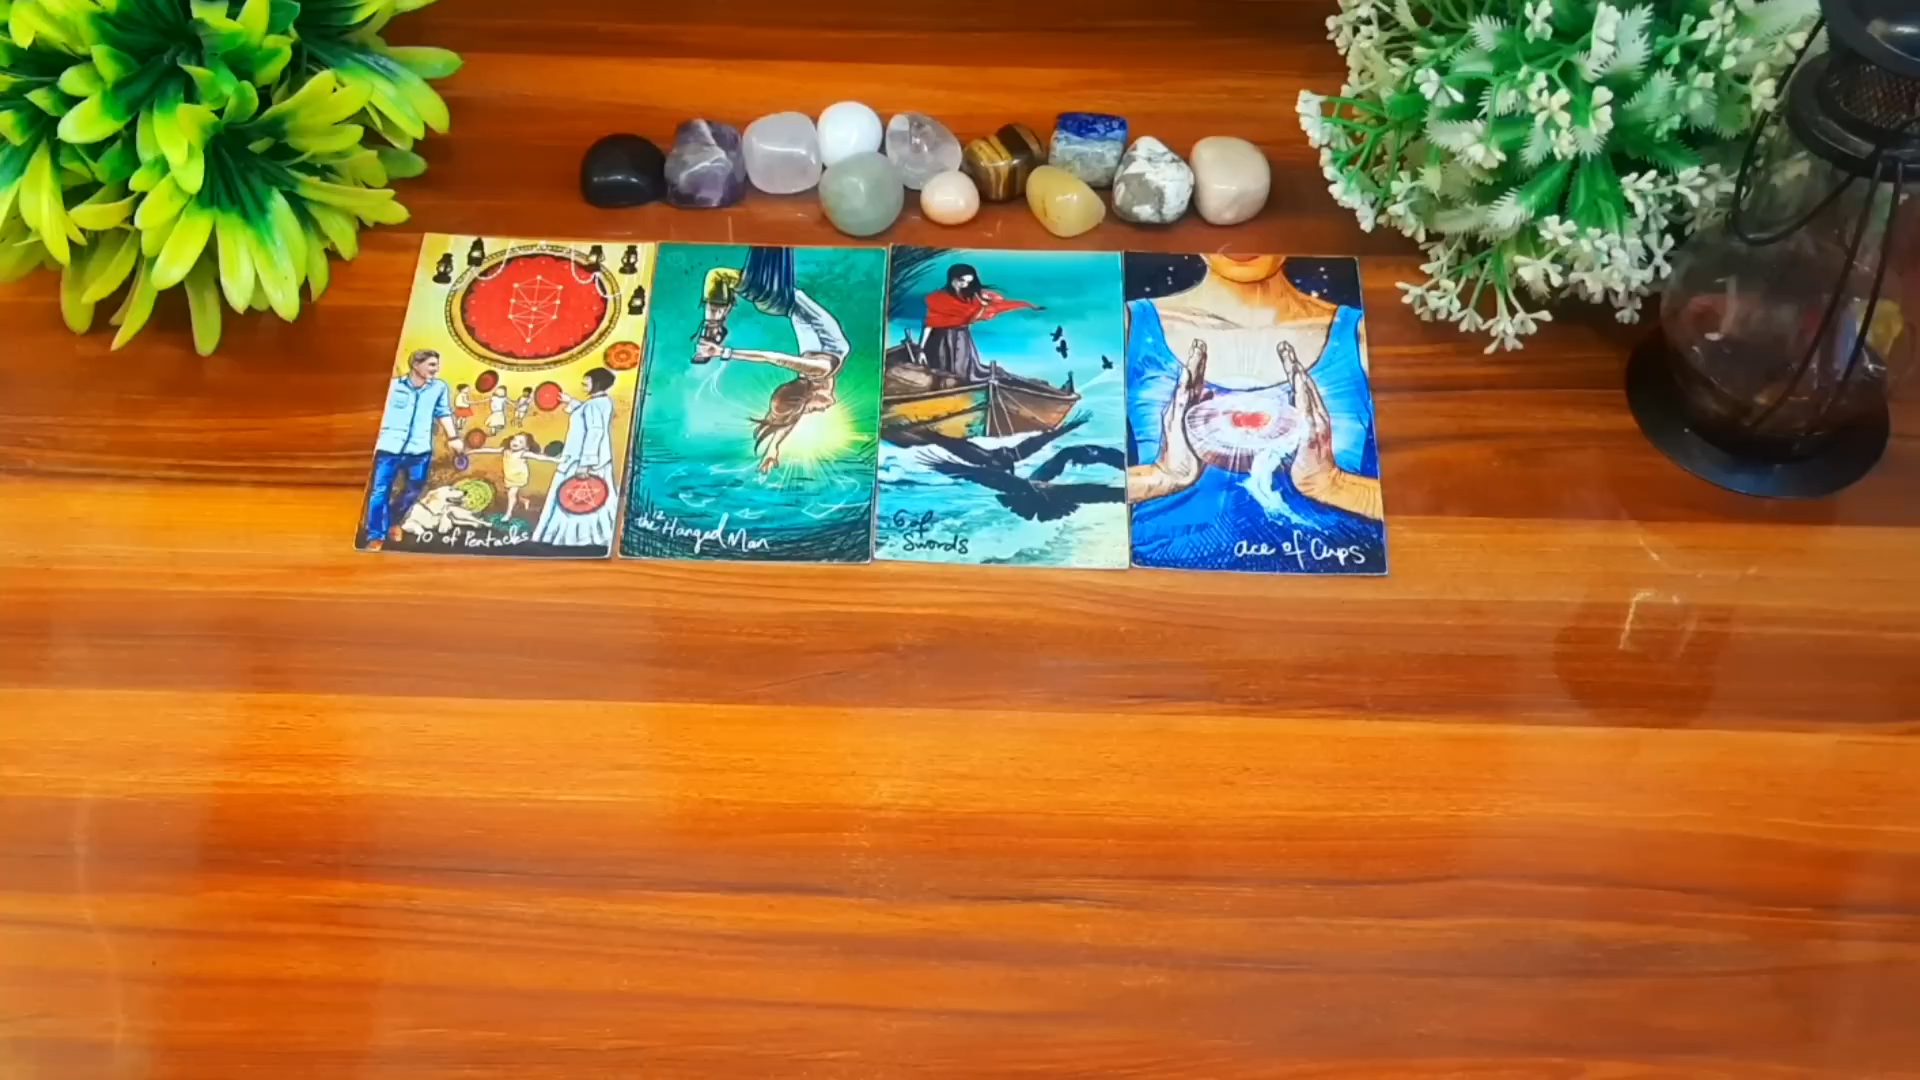 10 of Pentacles
12
the Hanged Man
6 of
Swords
ace of Cups